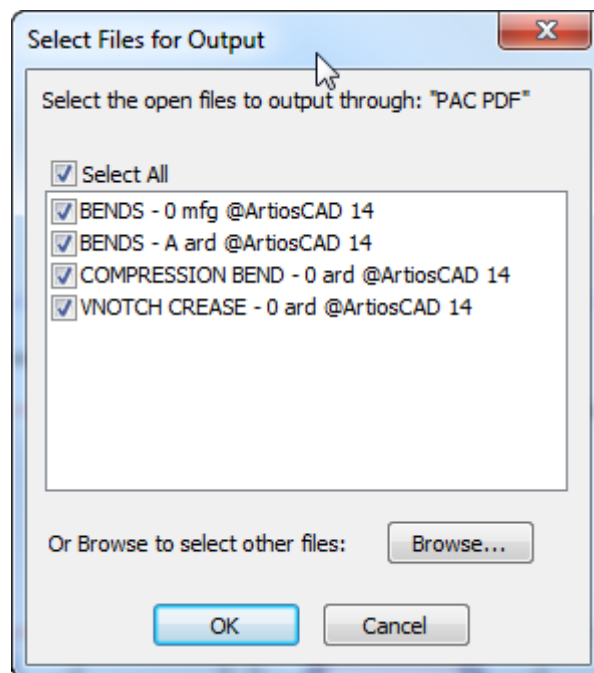 Select Files for Output
Select the open files to output through: "PAC PDF"
Select All
BENDS - 0 mfg @ArtiosCAD 14
BENDS - A ard @ArtiosCAD 14
COMPRESSION BEND - 0 ard @ArtiosCAD 14
VNOTCH CREASE - 0 ard @ArtiosCAD 14
Or Browse to select other files: Browse...
OK Cancel